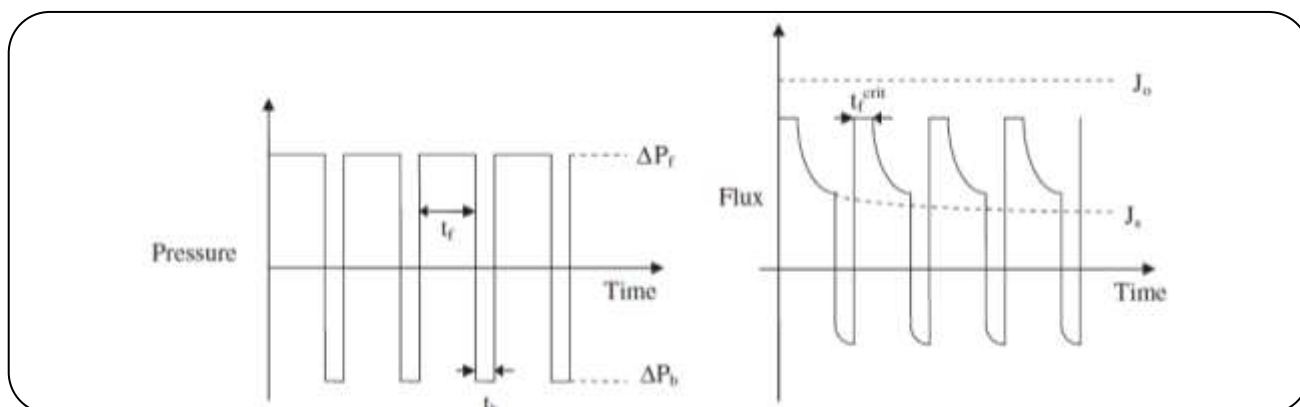 ΔP_f
t_f
Pressure
Time
ΔP_b
J_o
t_f^crit
Flux
J_s
Time